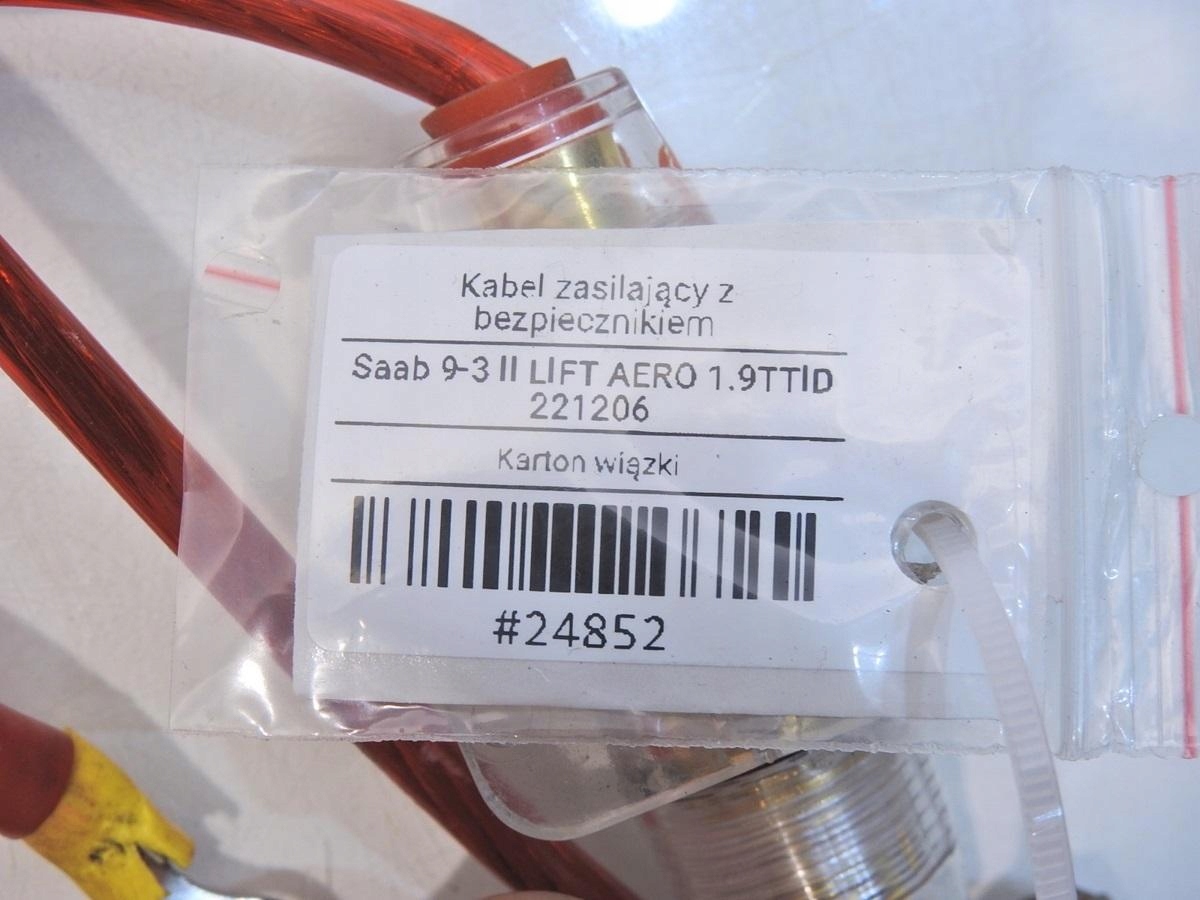 Kabel zasilający z
bezpiecznikiem
Saab 9-3 II LIFT AERO 1.9TTID
221206
Karton wiązki
#24852